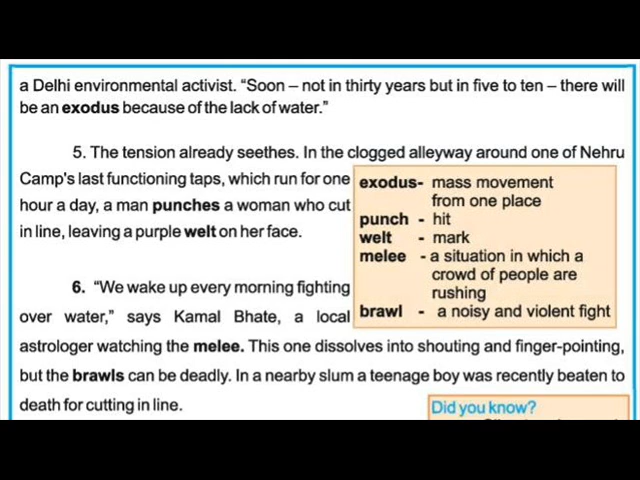 a Delhi environmental activist. “Soon – not in thirty years but in five to ten – there will
be an exodus because of the lack of water.”
5. The tension already seethes. In the clogged alleyway around one of Nehru
Camp's last functioning taps, which run for one
hour a day, a man punches a woman who cut
in line, leaving a purple welt on her face.
exodus- mass movement
from one place
punch - hit
welt - mark
melee - a situation in which a
crowd of people are
rushing
brawl - a noisy and violent fight
6. “We wake up every morning fighting
over water,” says Kamal Bhate, a local
astrologer watching the melee. This one dissolves into shouting and finger-pointing,
but the brawls can be deadly. In a nearby slum a teenage boy was recently beaten to
death for cutting in line.
Did you know?